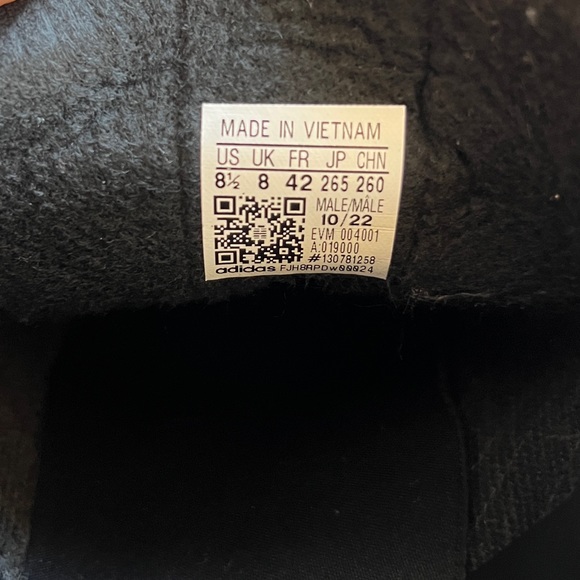 MADE IN VIETNAM
US UK FR JP CHN
8½ 8 42 265 260
MALE/MÂLE
10/22
EVM 004001
A:019000
#130781258
adidas FJH8RPDw00024